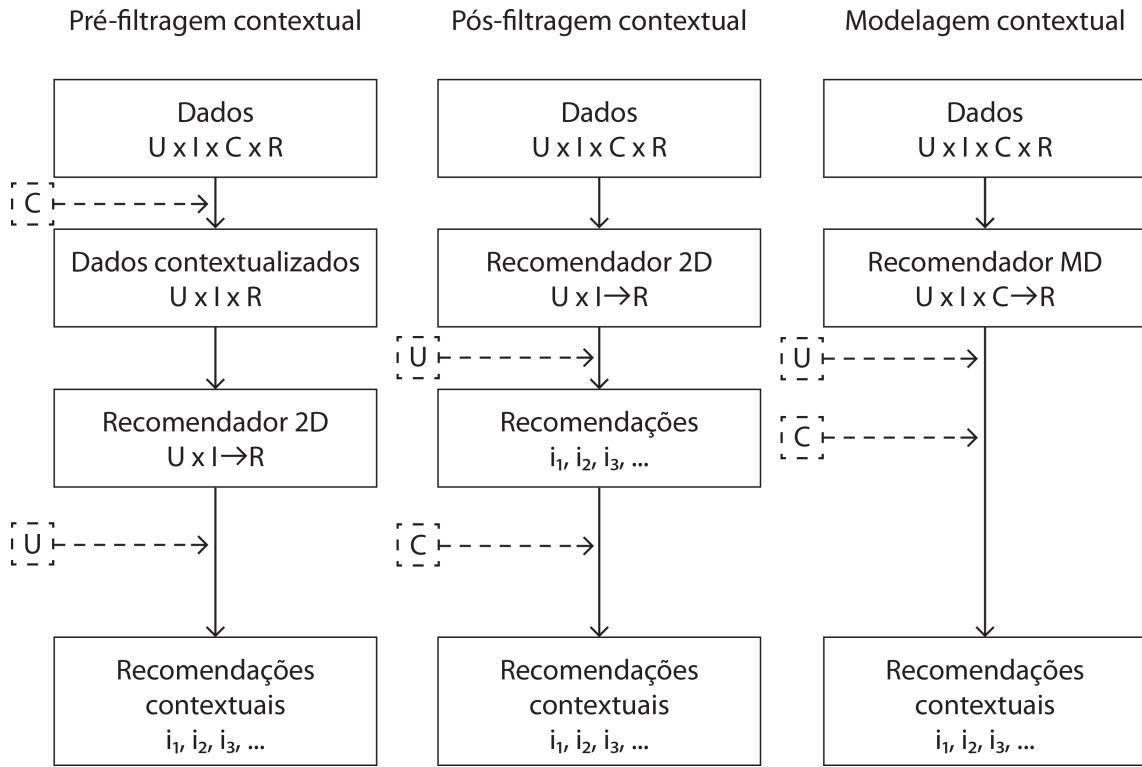 Pré-filtragem contextual
Dados
U x I x C x R
C
Dados contextualizados
U x I x R
Recomendador 2D
U x I→R
U
Recomendações
contextuais
i₁, i₂, i₃, ...
Pós-filtragem contextual
Dados
U x I x C x R
Recomendador 2D
U x I→R
U
Recomendações
i₁, i₂, i₃, ...
C
Recomendações
contextuais
i₁, i₂, i₃, ...
Modelagem contextual
Dados
U x I x C x R
Recomendador MD
U x I x C→R
U
C
Recomendações
contextuais
i₁, i₂, i₃, ...